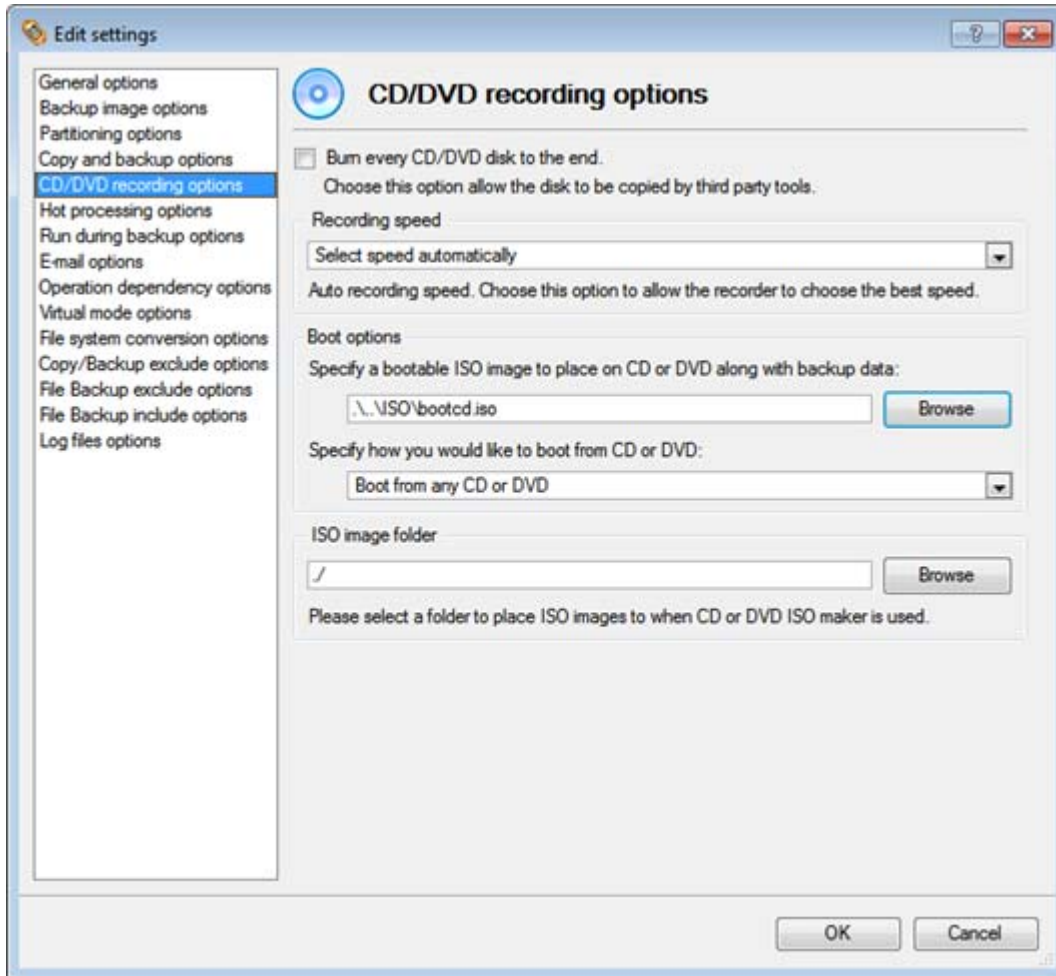 Edit settings
General options
Backup image options
Partitioning options
Copy and backup options
CD/DVD recording options
Hot processing options
Run during backup options
E-mail options
Operation dependency options
Virtual mode options
File system conversion options
Copy/Backup exclude options
File Backup exclude options
File Backup include options
Log files options
CD/DVD recording options
Burn every CD/DVD disk to the end.
Choose this option allow the disk to be copied by third party tools.
Recording speed
Select speed automatically
Auto recording speed. Choose this option to allow the recorder to choose the best speed.
Boot options
Specify a bootable ISO image to place on CD or DVD along with backup data:
.\..\ISO\bootcd.iso
Browse
Specify how you would like to boot from CD or DVD:
Boot from any CD or DVD
ISO image folder
./
Browse
Please select a folder to place ISO images to when CD or DVD ISO maker is used.
OK
Cancel